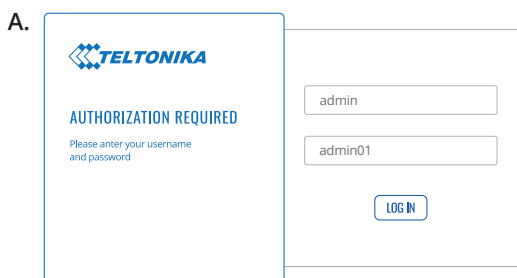 A.
TELTONIKA
AUTHORIZATION REQUIRED
Please anter your username
and password
admin
admin01
LOG IN